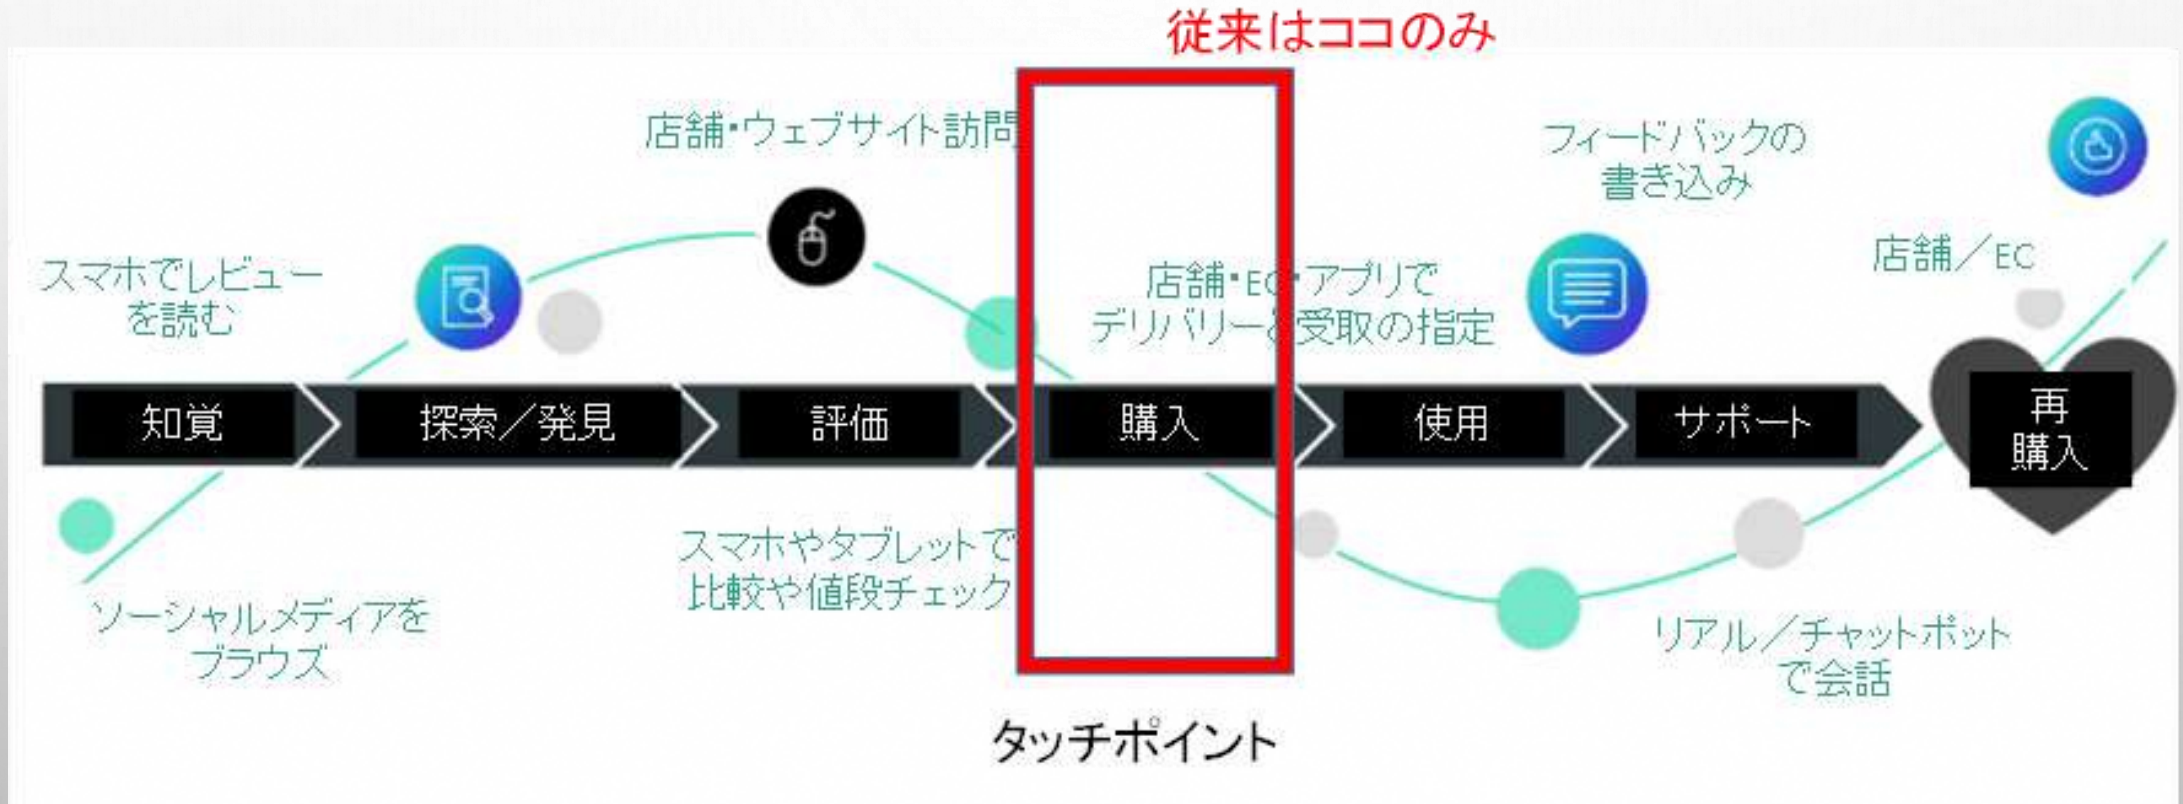 従来はココのみ
店舗・ウェブサイト訪問
フィードバックの
書き込み
スマホでレビュー
を読む
店舗・EC・アプリで
デリバリーと受取の指定
店舗／EC
知覚
探索／発見
評価
購入
使用
サポート
再
購入
スマホやタブレットで
比較や値段チェック
ソーシャルメディアを
ブラウズ
リアル／チャットボット
で会話
タッチポイント